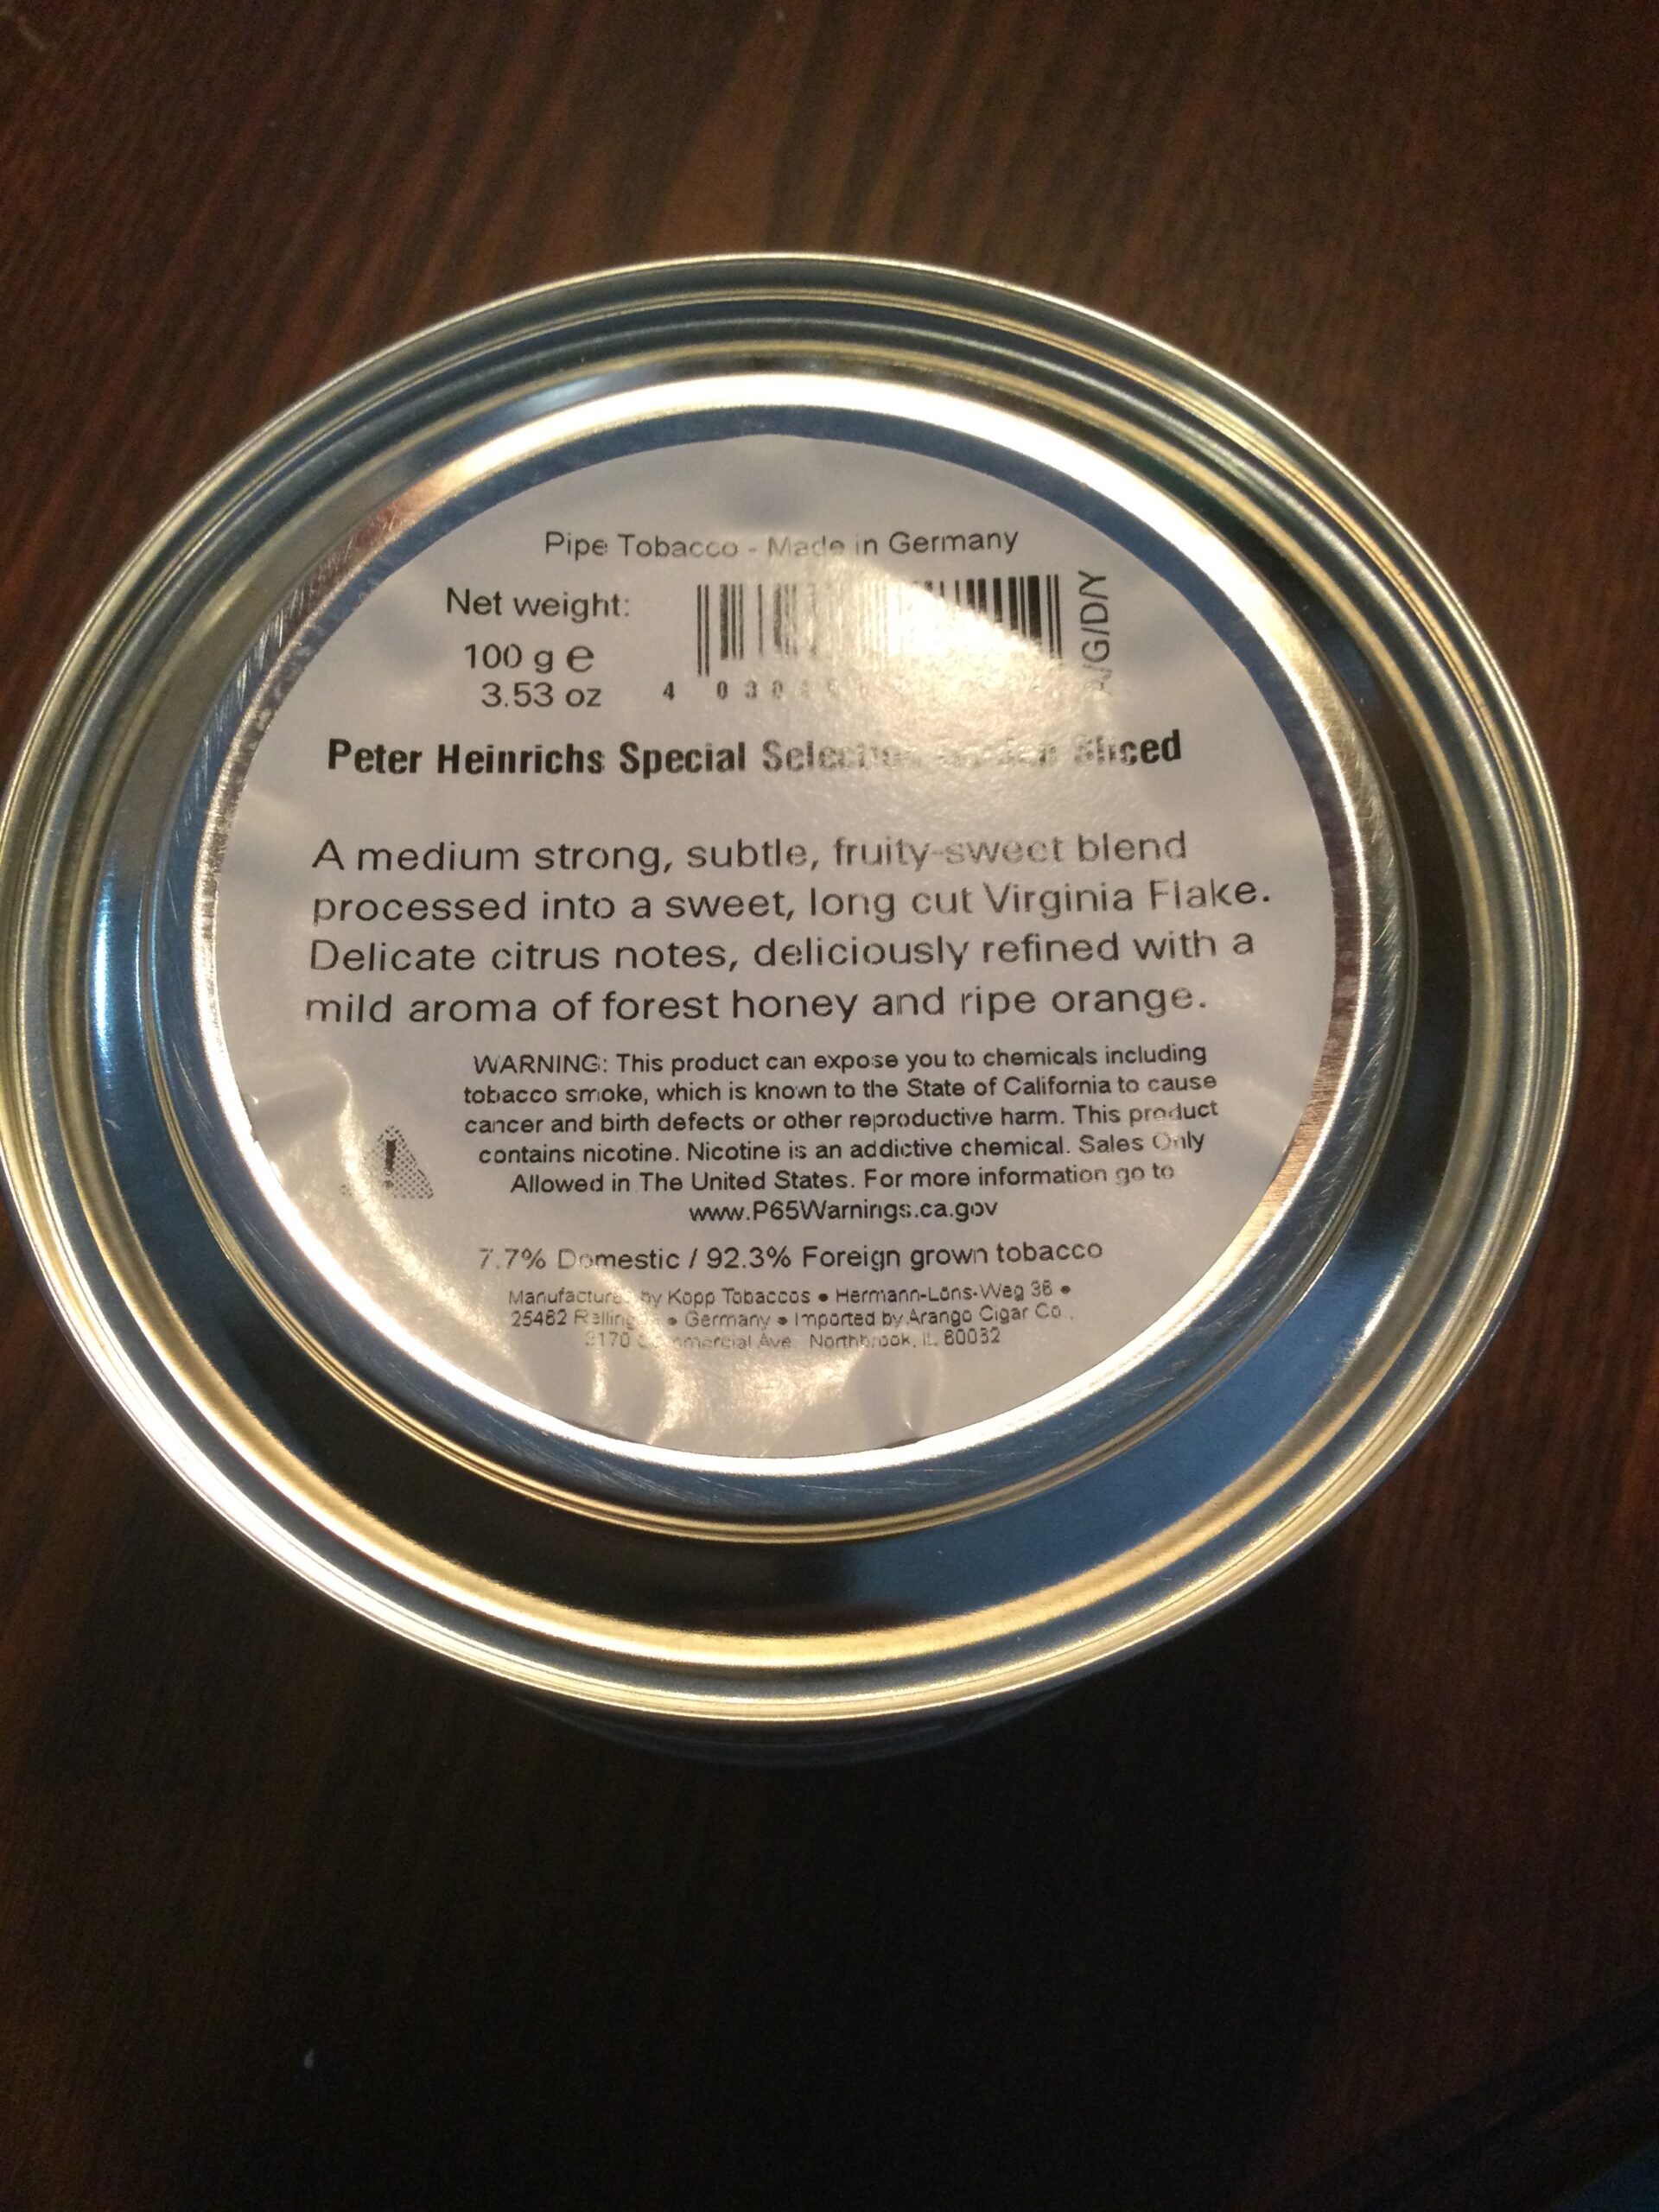 Pipe Tobacco - Made in Germany
Net weight:
100 g e
3.53 oz
4
/G/D/Y
Peter Heinrichs Special Sliced
A medium strong, subtle, fruity-sweet blend
processed into a sweet, long cut Virginia Flake.
Delicate citrus notes, deliciously refined with a
mild aroma of forest honey and ripe orange.
WARNING: This product can expose you to chemicals including
tobacco smoke, which is known to the State of California to cause
cancer and birth defects or other reproductive harm. This product
contains nicotine. Nicotine is an addictive chemical. Sales Only
Allowed in The United States. For more information go to
www.P65Warnings.ca.gov
7.7% Domestic / 92.3% Foreign grown tobacco
by Kopp Tobaccos • Hermann-Löns-Weg 36 •
• Germany • Imported by Arango Cigar Co.,
Ave. Northbrook, IL 60032